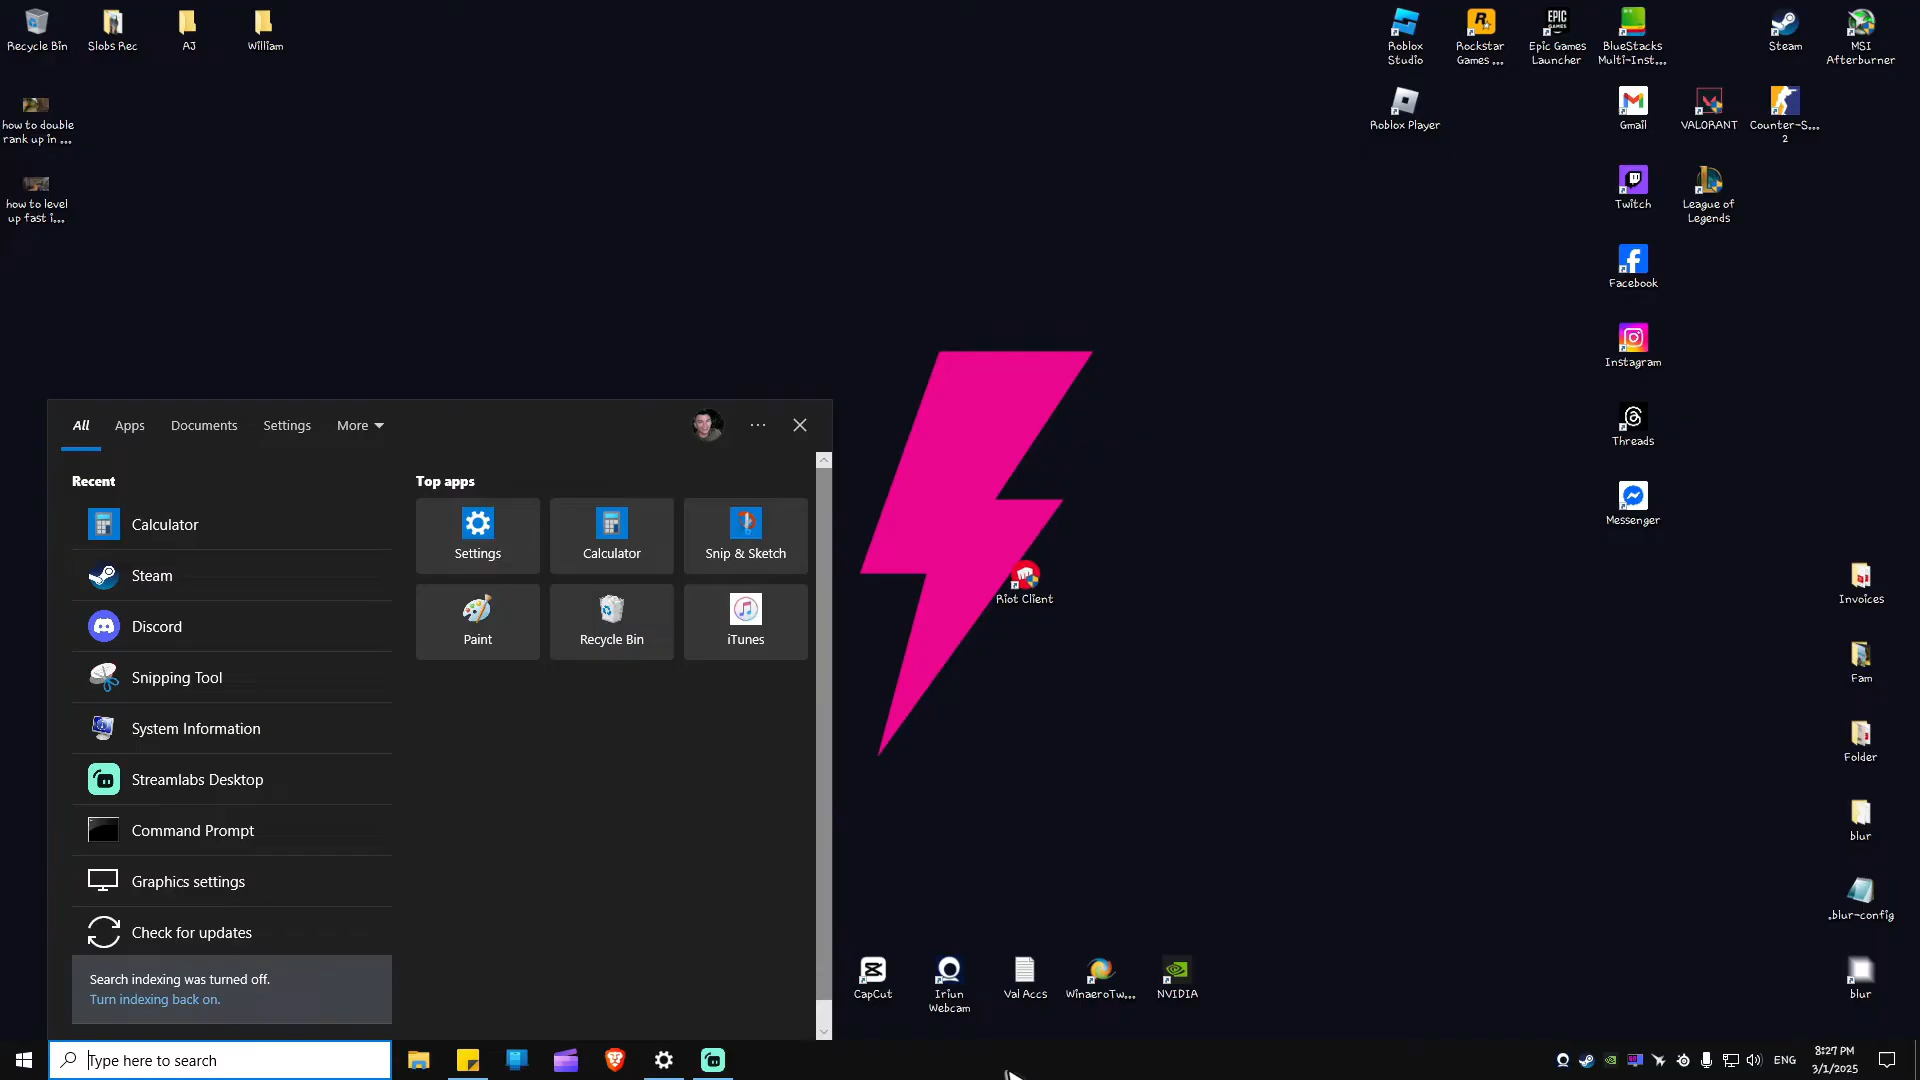 Recycle Bin
Slobs Rec
AJ
William
how to double
rank up in ...
how to level
up fast i...
Roblox
Studio
Rockstar
Games ...
Epic Games
Launcher
BlueStacks
Multi-Inst...
Steam
MSI
Afterburner
Roblox Player
Gmail
VALORANT
Counter-S...
2
Twitch
League of
Legends
Facebook
Instagram
Threads
Messenger
Riot Client
Invoices
Fam
Folder
blur
.blur-config
blur
CapCut
Iriun
Webcam
Val Accs
WinaeroTw...
NVIDIA
All
Apps
Documents
Settings
More
Recent
Calculator
Steam
Discord
Snipping Tool
System Information
Streamlabs Desktop
Command Prompt
Graphics settings
Check for updates
Search indexing was turned off.
Turn indexing back on.
Top apps
Settings
Calculator
Snip & Sketch
Paint
Recycle Bin
iTunes
Type here to search
ENG
8:27 PM
3/1/2025